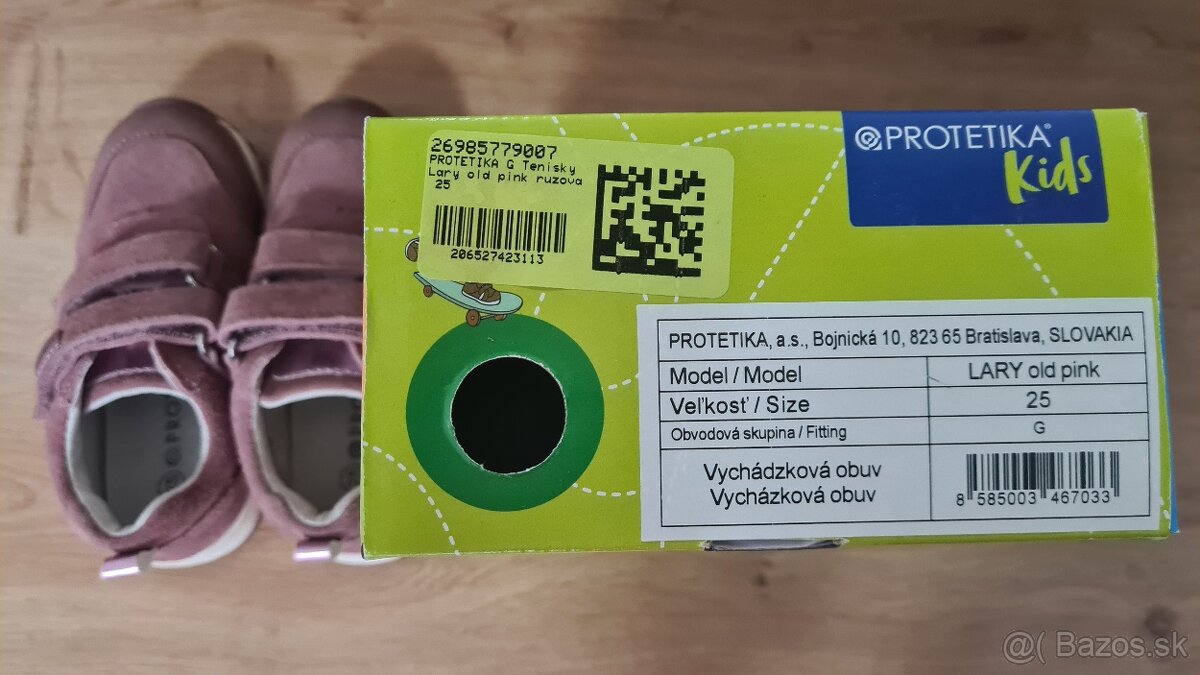 26985779007
PROTETIKA G Tenisky
Lary old pink ruzova
25
206527423113
PROTETIKA®
Kids
PROTETIKA, a.s., Bojnická 10, 823 65 Bratislava, SLOVAKIA
Model / Model LARY old pink
Veľkosť / Size 25
Obvodová skupina / Fitting G
Vychádzková obuv
Vycházková obuv
8 585003 467033
PRO
@( Bazos.sk